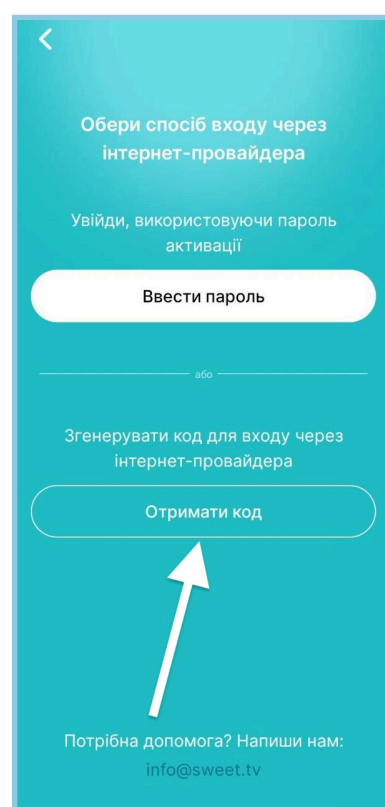 Обери спосіб входу через
інтернет-провайдера
Увійди, використовуючи пароль
активації
Ввести пароль
або
Згенерувати код для входу через
інтернет-провайдера
Отримати код
Потрібна допомога? Напиши нам:
info@sweet.tv